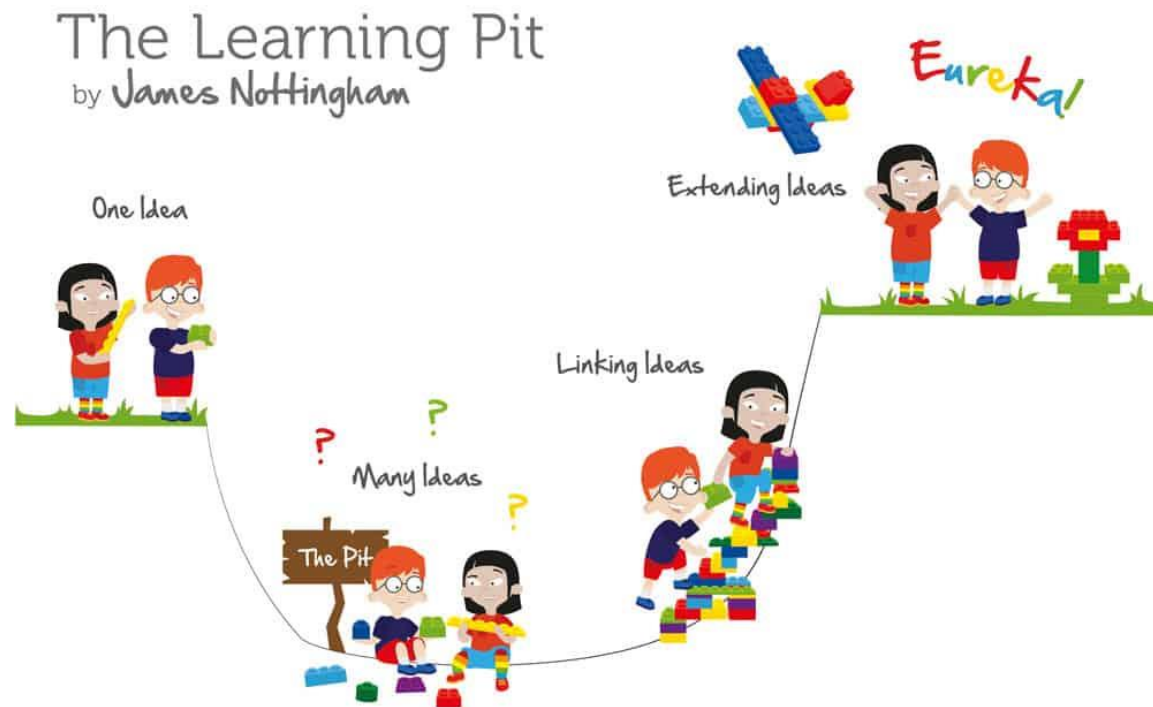 The Learning Pit
by James Nottingham
Eureka!
Extending Ideas
One Idea
Linking Ideas
?
?
Many Ideas
?
The Pit